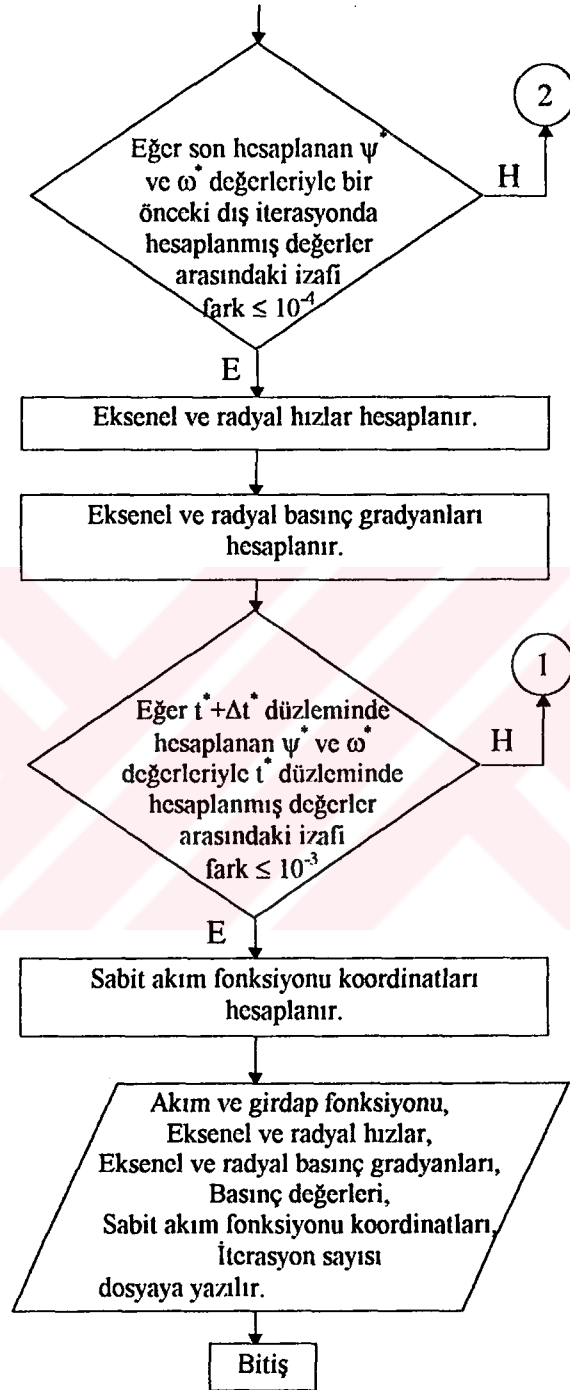 2
Eğer son hesaplanan ψ*
ve ω* değerleriyle bir
önceki dış iterasyonda
hesaplanmış değerler
arasındaki izafi
fark ≤ 10⁻⁴
H
E
Eksenel ve radyal hızlar hesaplanır.
Eksenel ve radyal basınç gradyanları
hesaplanır.
1
Eğer t*+Δt* düzleminde
hesaplanan ψ* ve ω*
değerleriyle t* düzleminde
hesaplanmış değerler
arasındaki izafi
fark ≤ 10⁻³
H
E
Sabit akım fonksiyonu koordinatları
hesaplanır.
Akım ve girdap fonksiyonu,
Eksenel ve radyal hızlar,
Eksenel ve radyal basınç gradyanları,
Basınç değerleri,
Sabit akım fonksiyonu koordinatları,
İterasyon sayısı
dosyaya yazılır.
Bitiş